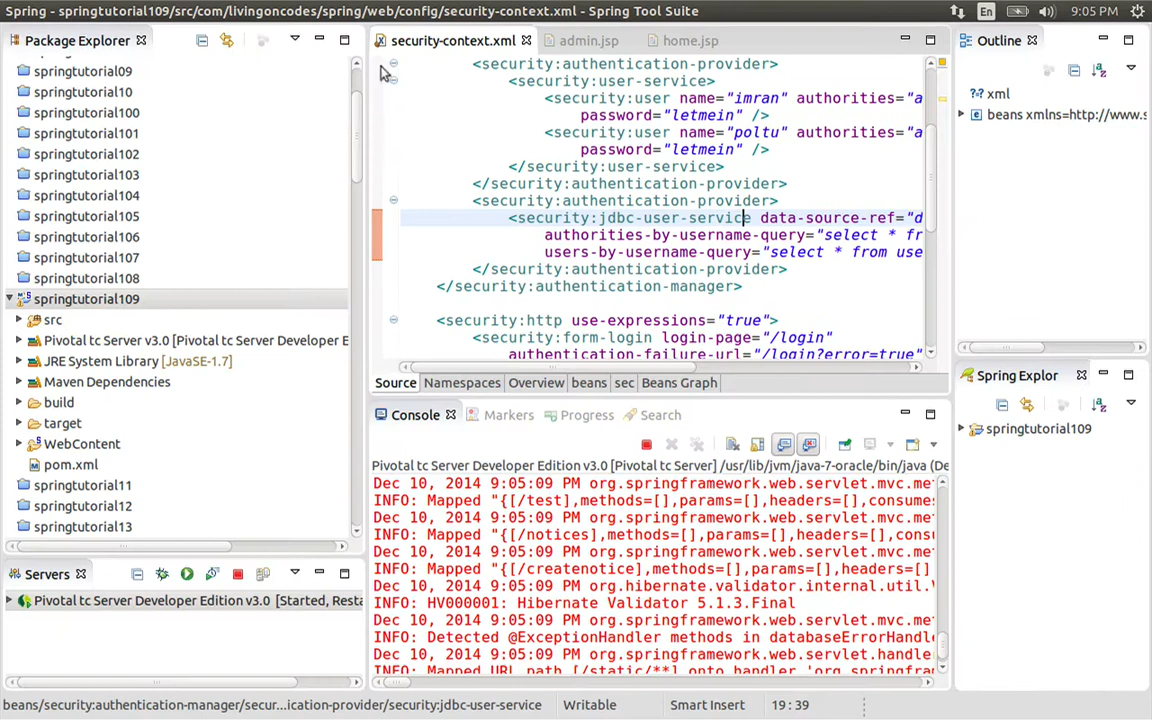 Spring - springtutorial109/src/com/livingoncodes/spring/web/config/security-context.xml - Spring Tool Suite
En
9:05 PM
Package Explorer
springtutorial09
springtutorial10
springtutorial100
springtutorial101
springtutorial102
springtutorial103
springtutorial104
springtutorial105
springtutorial106
springtutorial107
springtutorial108
springtutorial109
src
Pivotal tc Server v3.0 [Pivotal tc Server Developer E
JRE System Library [JavaSE-1.7]
Maven Dependencies
build
target
WebContent
pom.xml
springtutorial11
springtutorial12
springtutorial13
Servers
Pivotal tc Server Developer Edition v3.0 [Started, Resta
security-context.xml
admin.jsp
home.jsp
<security:authentication-provider>
<security:user-service>
<security:user name="imran" authorities="a
password="letmein" />
<security:user name="poltu" authorities="a
password="letmein" />
</security:user-service>
</security:authentication-provider>
<security:authentication-provider>
<security:jdbc-user-service data-source-ref="d
authorities-by-username-query="select * fr
users-by-username-query="select * from use
</security:authentication-provider>
</security:authentication-manager>
<security:http use-expressions="true">
<security:form-login login-page="/login"
authentication-failure-url="/login?error=true"
Source Namespaces Overview beans sec Beans Graph
Console
Markers
Progress
Search
Pivotal tc Server Developer Edition v3.0 [Pivotal tc Server] /usr/lib/jvm/java-7-oracle/bin/java (De
Dec 10, 2014 9:05:09 PM org.springframework.web.servlet.mvc.me
INFO: Mapped "{[/test],methods=[],params=[],headers=[],consume
Dec 10, 2014 9:05:09 PM org.springframework.web.servlet.mvc.me
INFO: Mapped "{[/notices],methods=[],params=[],headers=[],cons
Dec 10, 2014 9:05:09 PM org.springframework.web.servlet.mvc.me
INFO: Mapped "{[/createnotice],methods=[],params=[],headers=[]
Dec 10, 2014 9:05:09 PM org.hibernate.validator.internal.util.V
INFO: HV000001: Hibernate Validator 5.1.3.Final
Dec 10, 2014 9:05:09 PM org.springframework.web.servlet.mvc.me
INFO: Detected @ExceptionHandler methods in databaseErrorHandl
Dec 10, 2014 9:05:09 PM org.springframework.web.servlet.handler
INFO: Mapped URL path [/static/**] onto handler 'org.springfram
Outline
xml
beans xmlns=http://www.s
Spring Explor
springtutorial109
beans/security:authentication-manager/secur...ication-provider/security:jdbc-user-service
Writable
Smart Insert
19 : 39